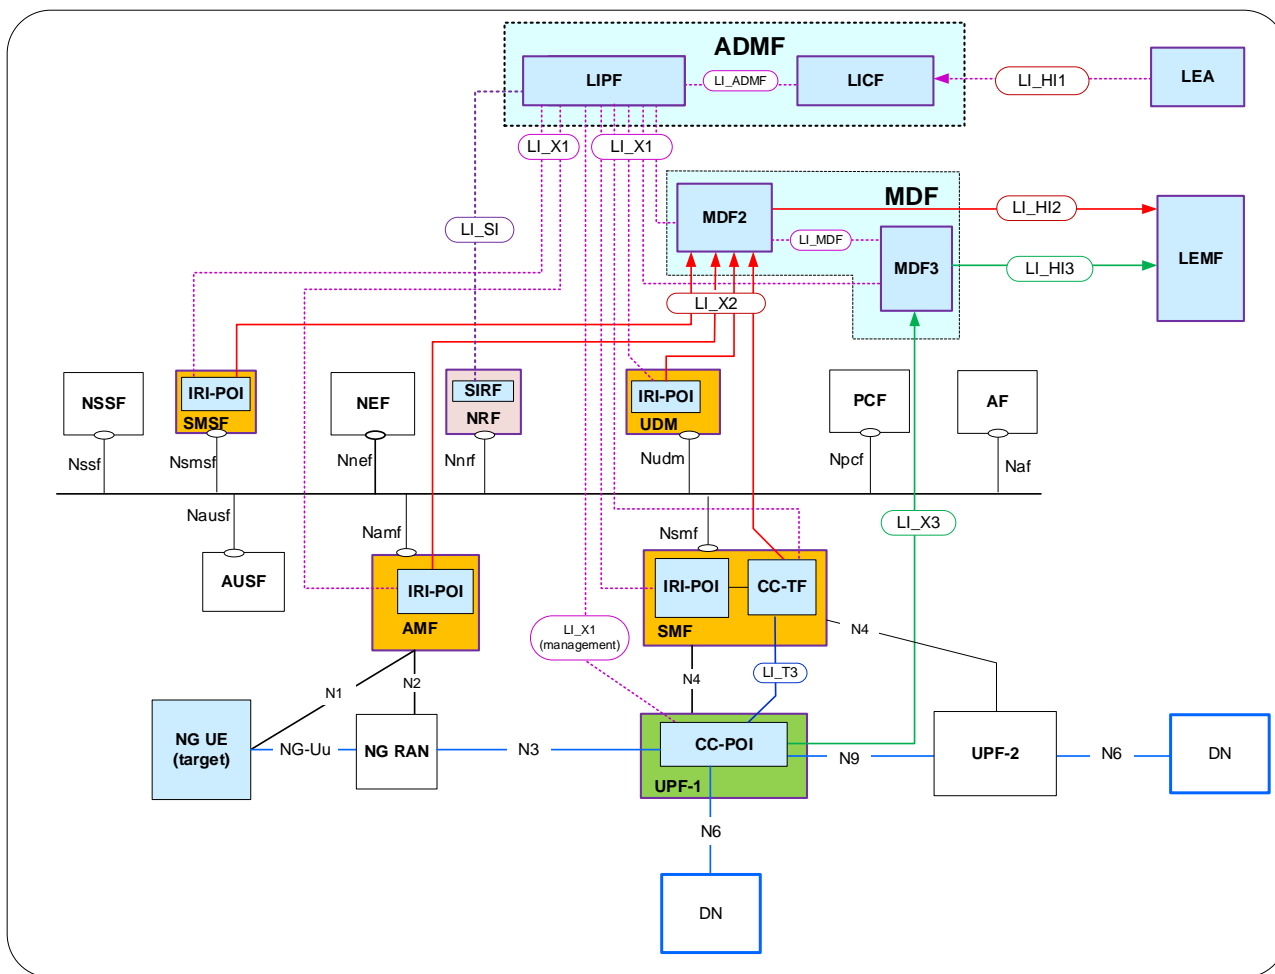 ADMF
LIPF
LI_ADMF
LICF
LI_HI1
LEA
LI_X1
LI_X1
MDF
MDF2
LI_HI2
LI_SI
LI_MDF
LEMF
MDF3
LI_HI3
LI_X2
NSSF
IRI-POI
SMSF
NEF
SIRF
NRF
IRI-POI
UDM
PCF
AF
Nssf
Nsmsf
Nnef
Nnrf
Nudm
Npcf
Naf
Nausf
Namf
Nsmf
LI_X3
AUSF
IRI-POI
AMF
IRI-POI
CC-TF
SMF
LI_X1
(management)
N4
N1
N2
N4
LI_T3
NG UE
(target)
NG-Uu
NG RAN
N3
CC-POI
UPF-1
N9
UPF-2
N6
DN
N6
DN